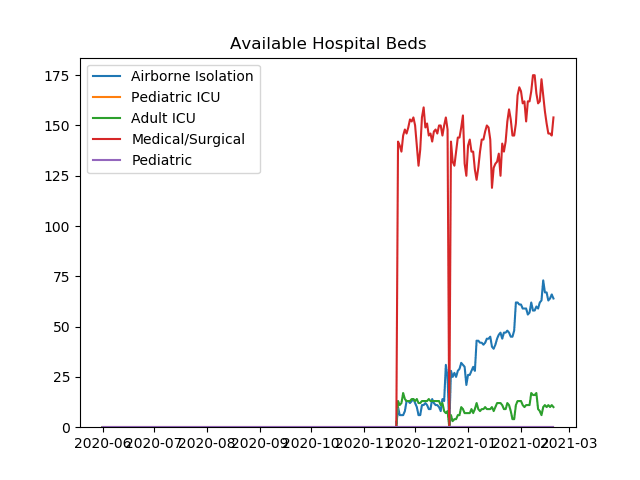 Available Hospital Beds
Airborne Isolation
Pediatric ICU
Adult ICU
Medical/Surgical
Pediatric
175
150
125
100
75
50
25
0
2020-06 2020-07 2020-08 2020-09 2020-10 2020-11 2020-12 2021-01 2021-02 2021-03